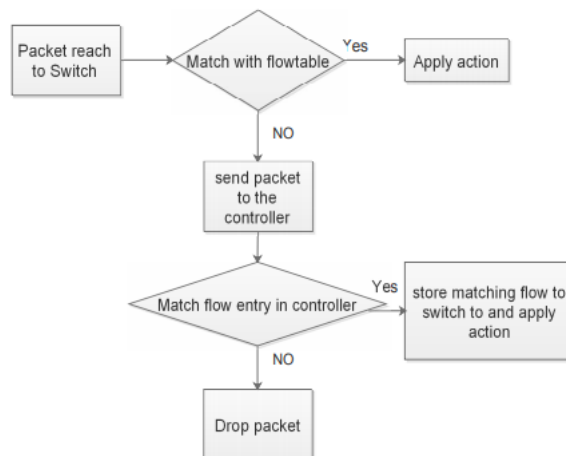 Packet reach
to Switch
Match with flowtable
Yes
Apply action
NO
send packet
to the
controller
Match flow entry in controller
Yes
store matching flow to
switch to and apply
action
NO
Drop packet